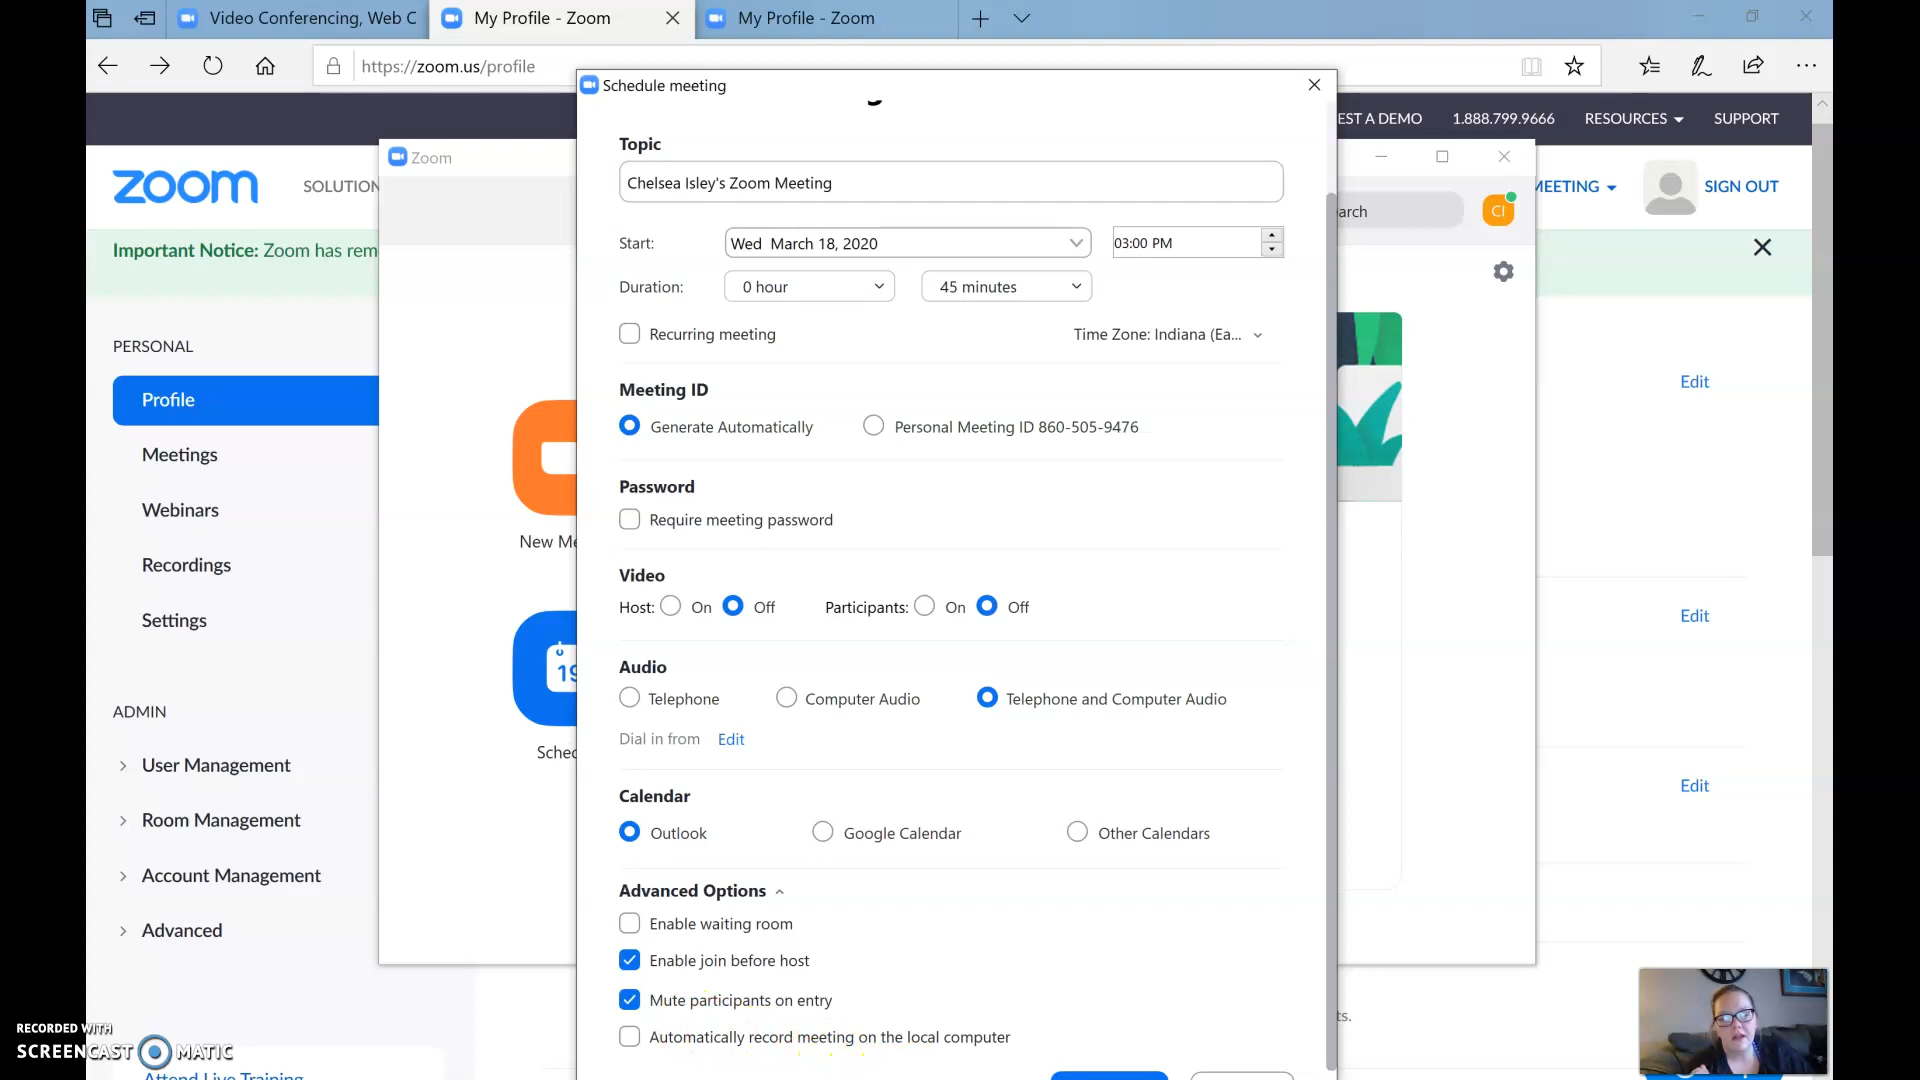 Video Conferencing, Web C
My Profile - Zoom
My Profile - Zoom
https://zoom.us/profile
Schedule meeting
EST A DEMO
1.888.799.9666
RESOURCES
SUPPORT
zoom
SOLUTION
Zoom
MEETING
SIGN OUT
Important Notice: Zoom has rem
arch
CI
Topic
Chelsea Isley's Zoom Meeting
Start:
Wed March 18, 2020
03:00 PM
Duration:
0 hour
45 minutes
Recurring meeting
Time Zone: Indiana (Ea...
Meeting ID
Generate Automatically
Personal Meeting ID 860-505-9476
Password
Require meeting password
Video
Host:
On
Off
Participants:
On
Off
Audio
Telephone
Computer Audio
Telephone and Computer Audio
Dial in from
Edit
Calendar
Outlook
Google Calendar
Other Calendars
Advanced Options
Enable waiting room
Enable join before host
Mute participants on entry
Automatically record meeting on the local computer
PERSONAL
Profile
Meetings
Webinars
Recordings
Settings
ADMIN
User Management
Room Management
Account Management
Advanced
New Me
19
Sched
Edit
Edit
Edit
ts.
RECORDED WITH
SCREENCAST MATIC
Attend Live Training